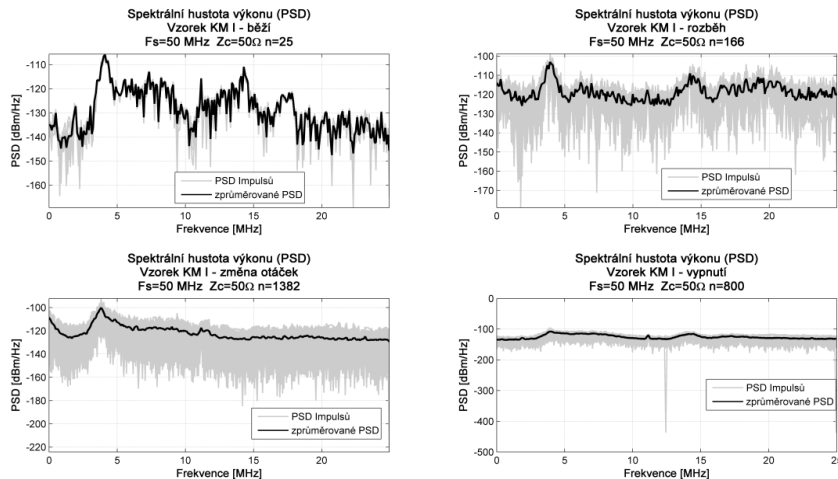 Spektrální hustota výkonu (PSD)
Vzorek KM I - běží
Fs=50 MHz Zc=50Ω n=25
-110
-120
-130
-140
-150
-160
PSD [dBm/Hz]
PSD Impulsů
zprůměrované PSD
0 5 10 15 20
Frekvence [MHz]
Spektrální hustota výkonu (PSD)
Vzorek KM I - rozběh
Fs=50 MHz Zc=50Ω n=166
-100
-110
-120
-130
-140
-150
-160
-170
PSD [dBm/Hz]
PSD Impulsů
zprůměrované PSD
0 5 10 15 20
Frekvence [MHz]
Spektrální hustota výkonu (PSD)
Vzorek KM I - změna otáček
Fs=50 MHz Zc=50Ω n=1382
-100
-120
-140
-160
-180
-200
-220
PSD [dBm/Hz]
PSD Impulsů
zprůměrované PSD
0 5 10 15 20
Frekvence [MHz]
Spektrální hustota výkonu (PSD)
Vzorek KM I - vypnutí
Fs=50 MHz Zc=50Ω n=800
0
-100
-200
-300
-400
-500
PSD [dBm/Hz]
PSD Impulsů
zprůměrované PSD
0 5 10 15 20 25
Frekvence [MHz]